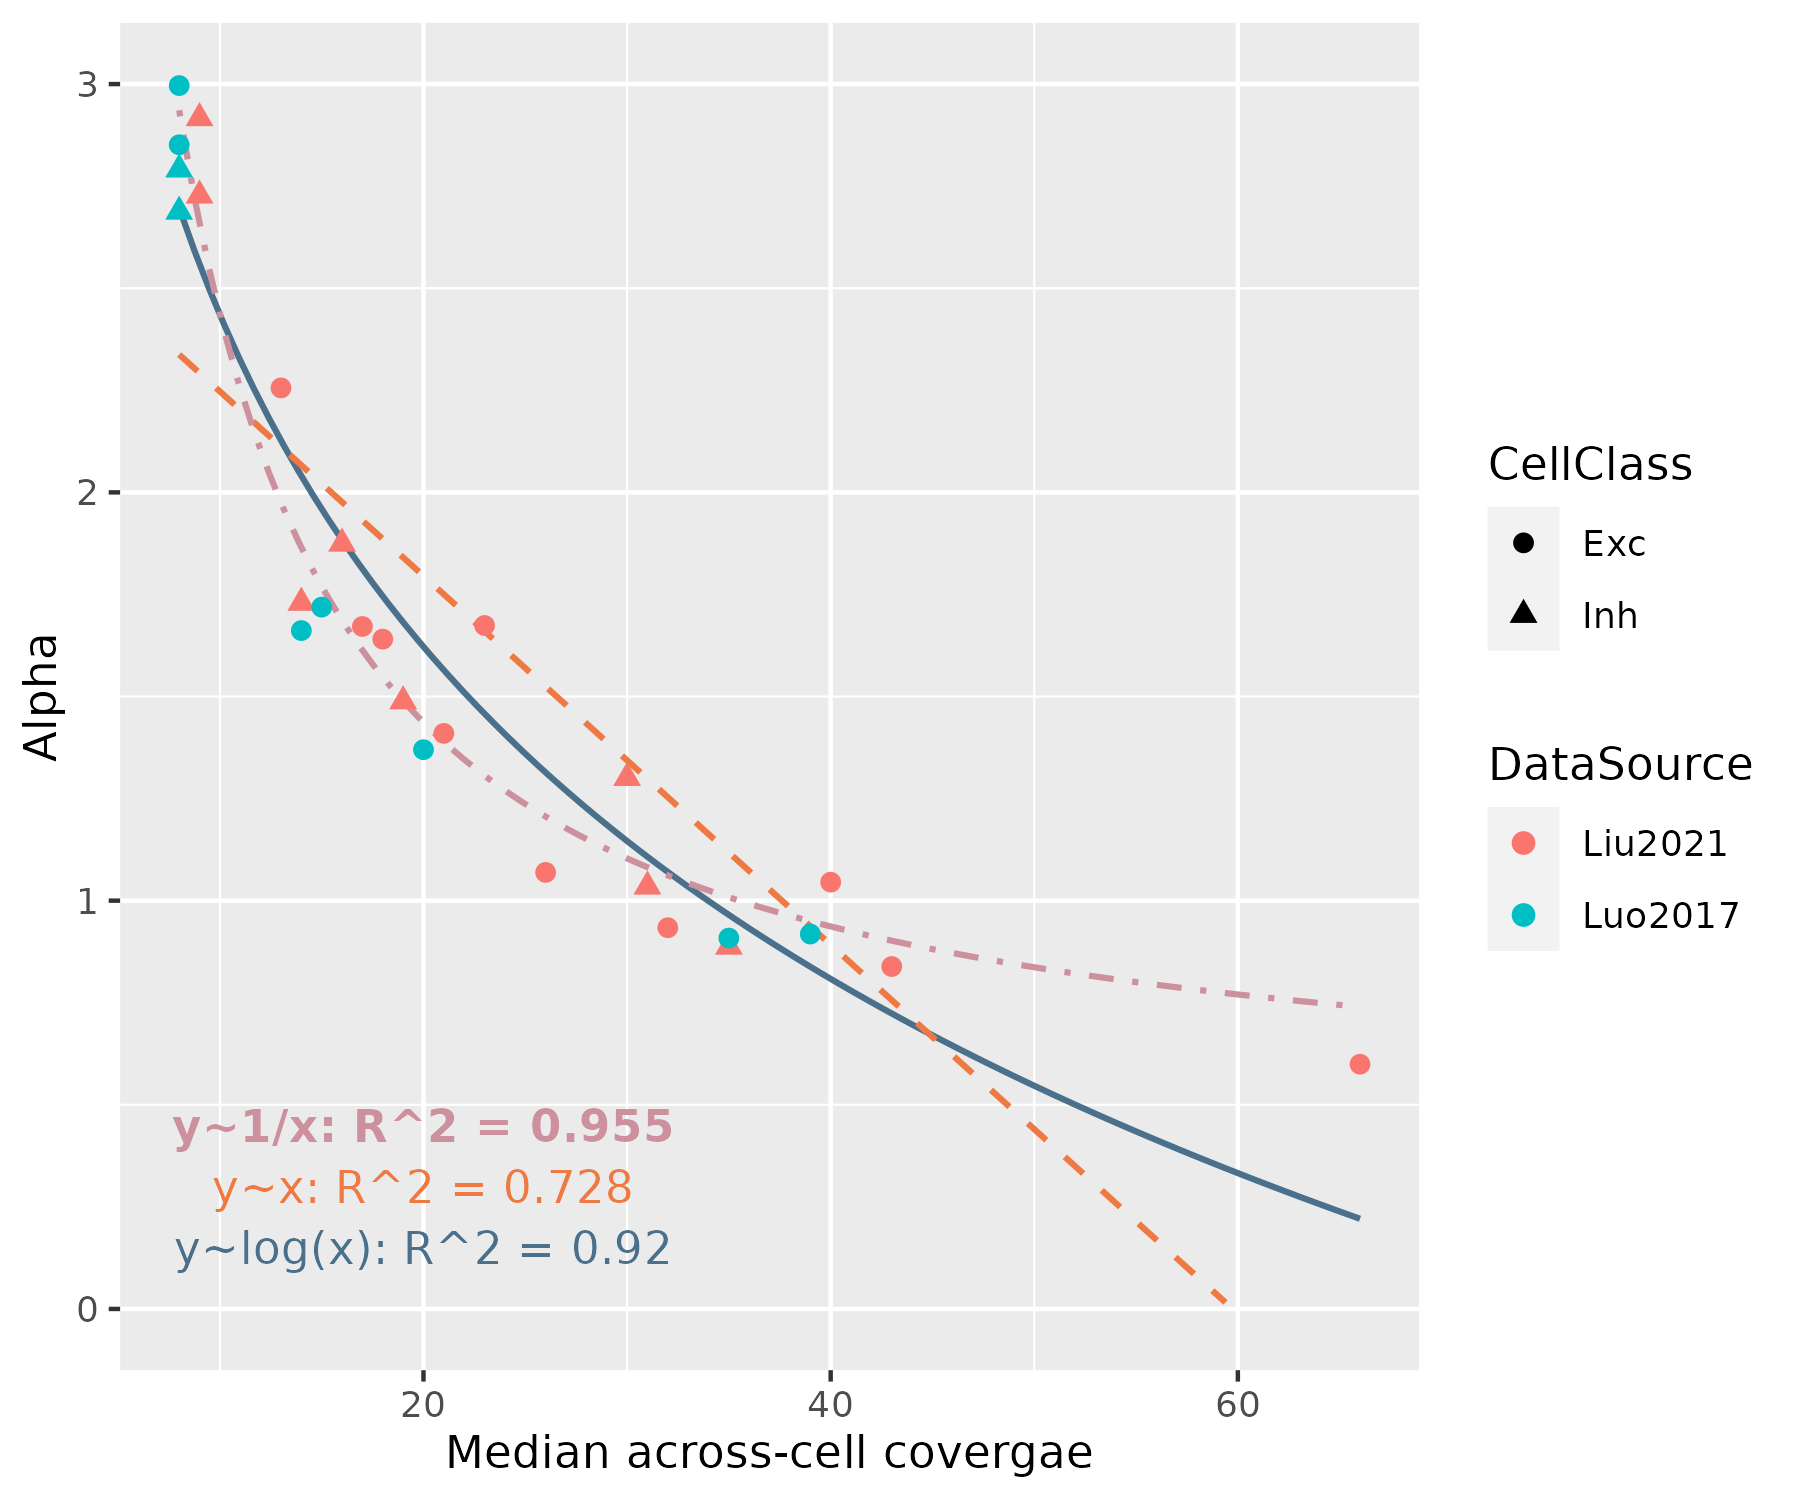 3
2
1
0
Alpha
20
40
60
Median across-cell covergae
y~1/x: R^2 = 0.955
y~x: R^2 = 0.728
y~log(x): R^2 = 0.92
CellClass
Exc
Inh
DataSource
Liu2021
Luo2017